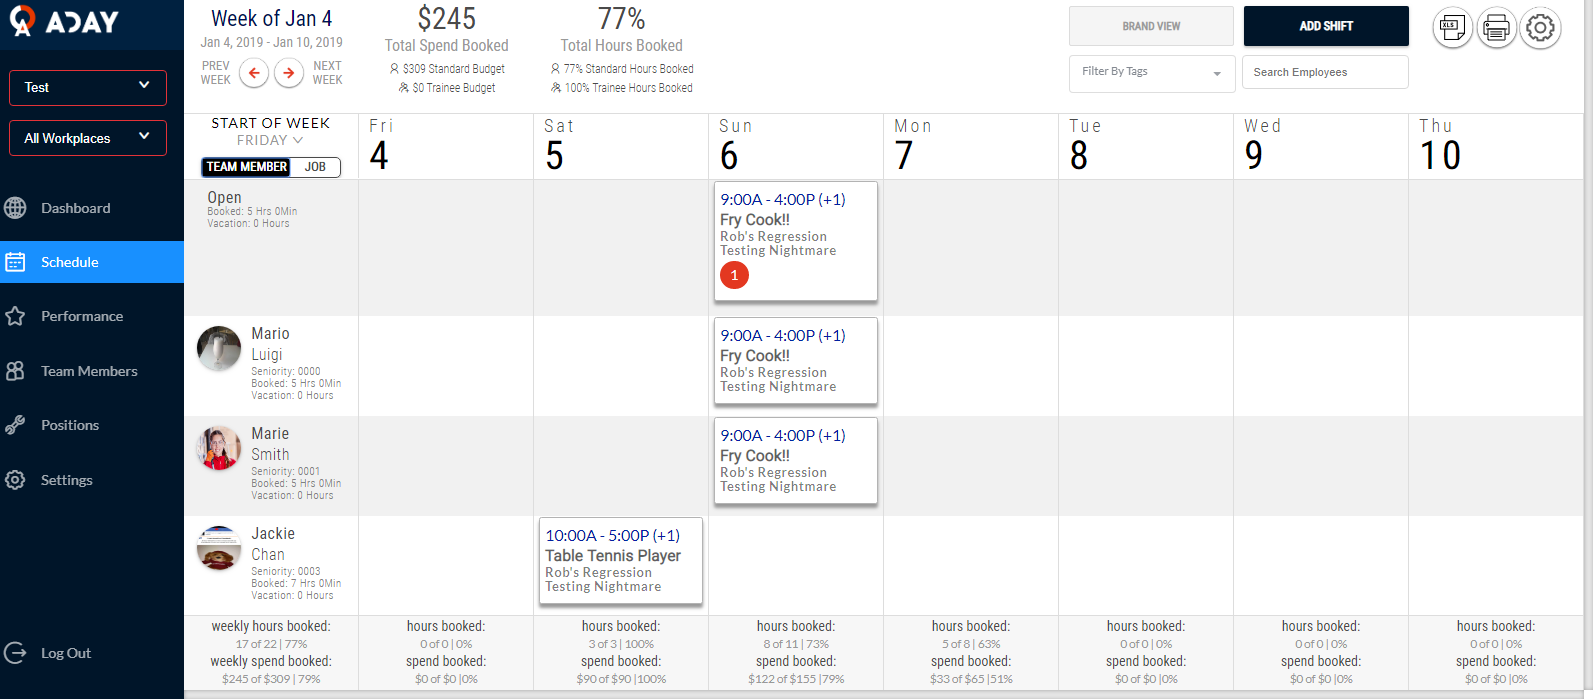 ADAY
Test
All Workplaces
Dashboard
Schedule
Performance
Team Members
Positions
Settings
Log Out
Week of Jan 4
Jan 4, 2019 - Jan 10, 2019
PREV
WEEK
NEXT
WEEK
$245
Total Spend Booked
$309 Standard Budget
$0 Trainee Budget
77%
Total Hours Booked
77% Standard Hours Booked
100% Trainee Hours Booked
BRAND VIEW
ADD SHIFT
XLS
Filter By Tags
Search Employees
START OF WEEK
FRIDAY
TEAM MEMBER JOB
Fri
4
Sat
5
Sun
6
Mon
7
Tue
8
Wed
9
Thu
10
Open
Booked: 5 Hrs 0Min
Vacation: 0 Hours
9:00A - 4:00P (+1)
Fry Cook!!
Rob's Regression
Testing Nightmare
1
Mario
Luigi
Seniority: 0000
Booked: 5 Hrs 0Min
Vacation: 0 Hours
9:00A - 4:00P (+1)
Fry Cook!!
Rob's Regression
Testing Nightmare
Marie
Smith
Seniority: 0001
Booked: 5 Hrs 0Min
Vacation: 0 Hours
9:00A - 4:00P (+1)
Fry Cook!!
Rob's Regression
Testing Nightmare
Jackie
Chan
Seniority: 0003
Booked: 7 Hrs 0Min
Vacation: 0 Hours
10:00A - 5:00P (+1)
Table Tennis Player
Rob's Regression
Testing Nightmare
weekly hours booked:
17 of 22 | 77%
weekly spend booked:
$245 of $309 | 79%
hours booked:
0 of 0 | 0%
spend booked:
$0 of $0 |0%
hours booked:
3 of 3 | 100%
spend booked:
$90 of $90 |100%
hours booked:
8 of 11 | 73%
spend booked:
$122 of $155 |79%
hours booked:
5 of 8 | 63%
spend booked:
$33 of $65 |51%
hours booked:
0 of 0 | 0%
spend booked:
$0 of $0 |0%
hours booked:
0 of 0 | 0%
spend booked:
$0 of $0 |0%
hours booked:
0 of 0 | 0%
spend booked:
$0 of $0 |0%